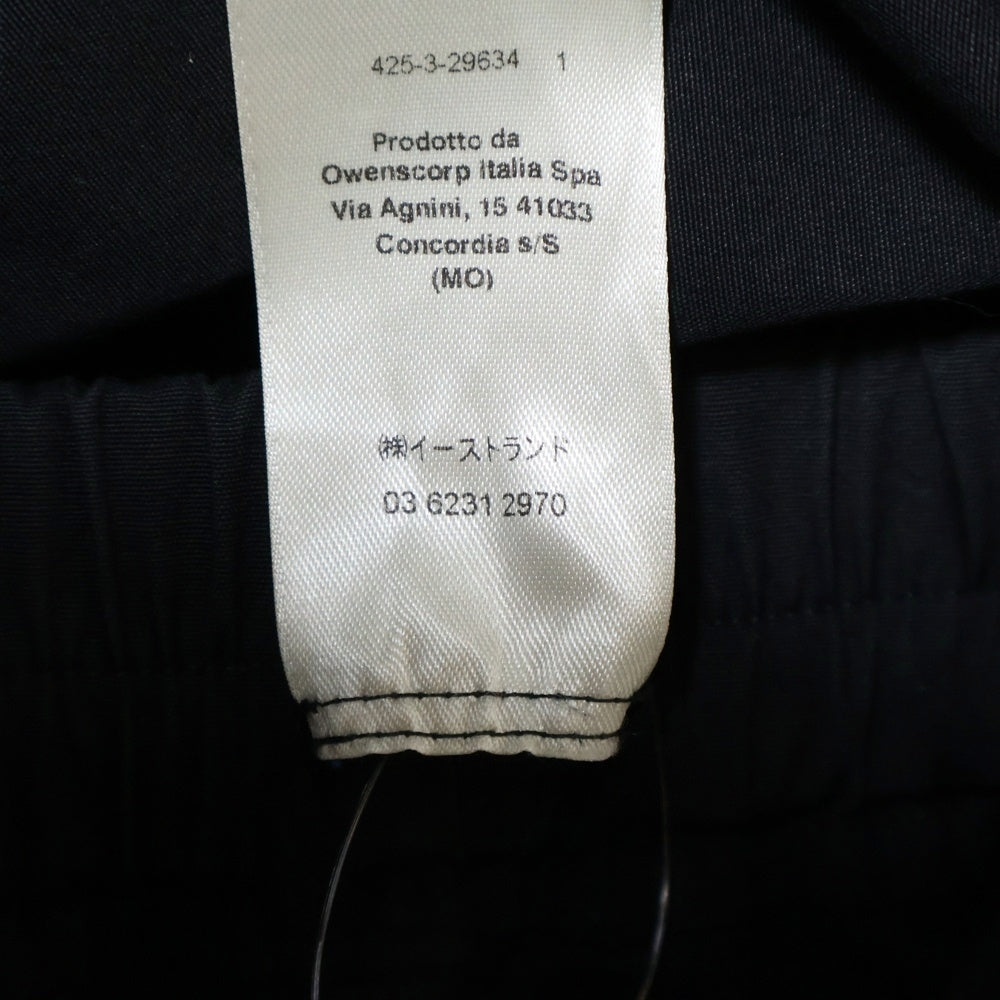 425-3-29634 1
Prodotto da
Owenscorp Italia Spa
Via Agnini, 15 41033
Concordia s/S
(MO)
㈱イーストランド
03 6231 2970